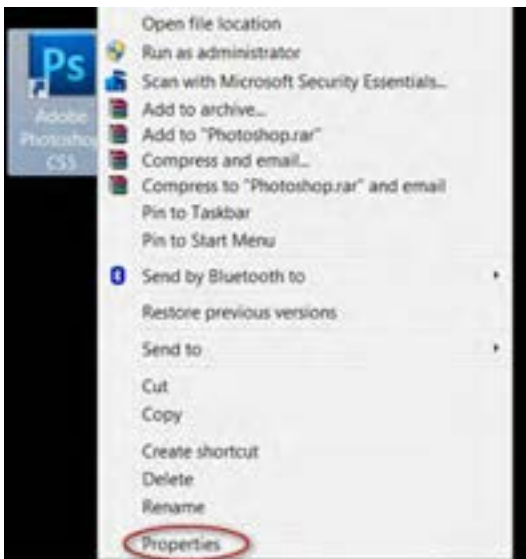 Ps
Adobe
Photoshop
CS5
Open file location
Run as administrator
Scan with Microsoft Security Essentials...
Add to archive...
Add to "Photoshop.rar"
Compress and email...
Compress to "Photoshop.rar" and email
Pin to Taskbar
Pin to Start Menu
Send by Bluetooth to
Restore previous versions
Send to
Cut
Copy
Create shortcut
Delete
Rename
Properties